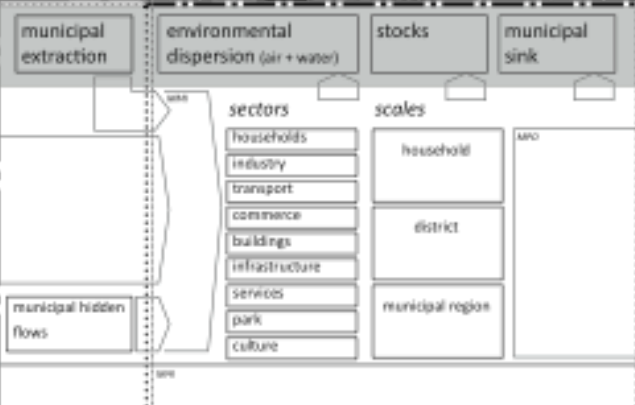 municipal
extraction
environmental
dispersion (air + water)
stocks
municipal
sink
sectors
scales
households
industry
transport
commerce
buildings
infrastructure
services
park
culture
household
district
municipal region
MPO
municipal hidden
flows